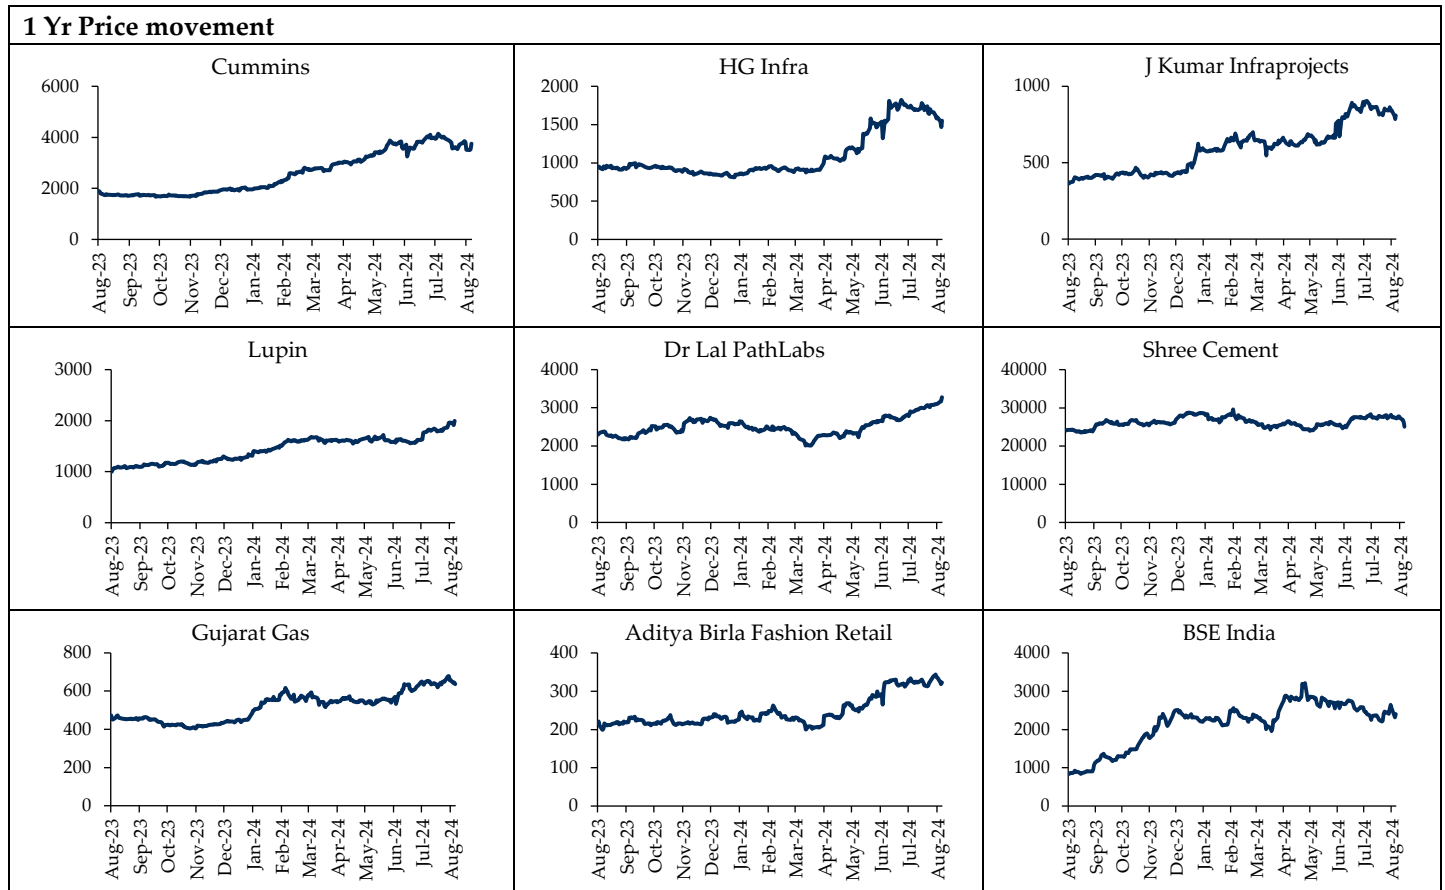 1 Yr Price movement
Cummins
6000
4000
2000
0
Aug-23
Sep-23
Oct-23
Nov-23
Dec-23
Jan-24
Feb-24
Mar-24
Apr-24
May-24
Jun-24
Jul-24
Aug-24
HG Infra
2000
1500
1000
500
0
Aug-23
Sep-23
Oct-23
Nov-23
Dec-23
Jan-24
Feb-24
Mar-24
Apr-24
May-24
Jun-24
Jul-24
Aug-24
J Kumar Infraprojects
1000
500
0
Aug-23
Sep-23
Oct-23
Nov-23
Dec-23
Jan-24
Feb-24
Mar-24
Apr-24
May-24
Jun-24
Jul-24
Aug-24
Lupin
3000
2000
1000
0
Aug-23
Sep-23
Oct-23
Nov-23
Dec-23
Jan-24
Feb-24
Mar-24
Apr-24
May-24
Jun-24
Jul-24
Aug-24
Dr Lal PathLabs
4000
3000
2000
1000
0
Aug-23
Sep-23
Oct-23
Nov-23
Dec-23
Jan-24
Feb-24
Mar-24
Apr-24
May-24
Jun-24
Jul-24
Aug-24
Shree Cement
40000
30000
20000
10000
0
Aug-23
Sep-23
Oct-23
Nov-23
Dec-23
Jan-24
Feb-24
Mar-24
Apr-24
May-24
Jun-24
Jul-24
Aug-24
Gujarat Gas
800
600
400
200
0
Aug-23
Sep-23
Oct-23
Nov-23
Dec-23
Jan-24
Feb-24
Mar-24
Apr-24
May-24
Jun-24
Jul-24
Aug-24
Aditya Birla Fashion Retail
400
300
200
100
0
Aug-23
Sep-23
Oct-23
Nov-23
Dec-23
Jan-24
Feb-24
Mar-24
Apr-24
May-24
Jun-24
Jul-24
Aug-24
BSE India
4000
3000
2000
1000
0
Aug-23
Sep-23
Oct-23
Nov-23
Dec-23
Jan-24
Feb-24
Mar-24
Apr-24
May-24
Jun-24
Jul-24
Aug-24